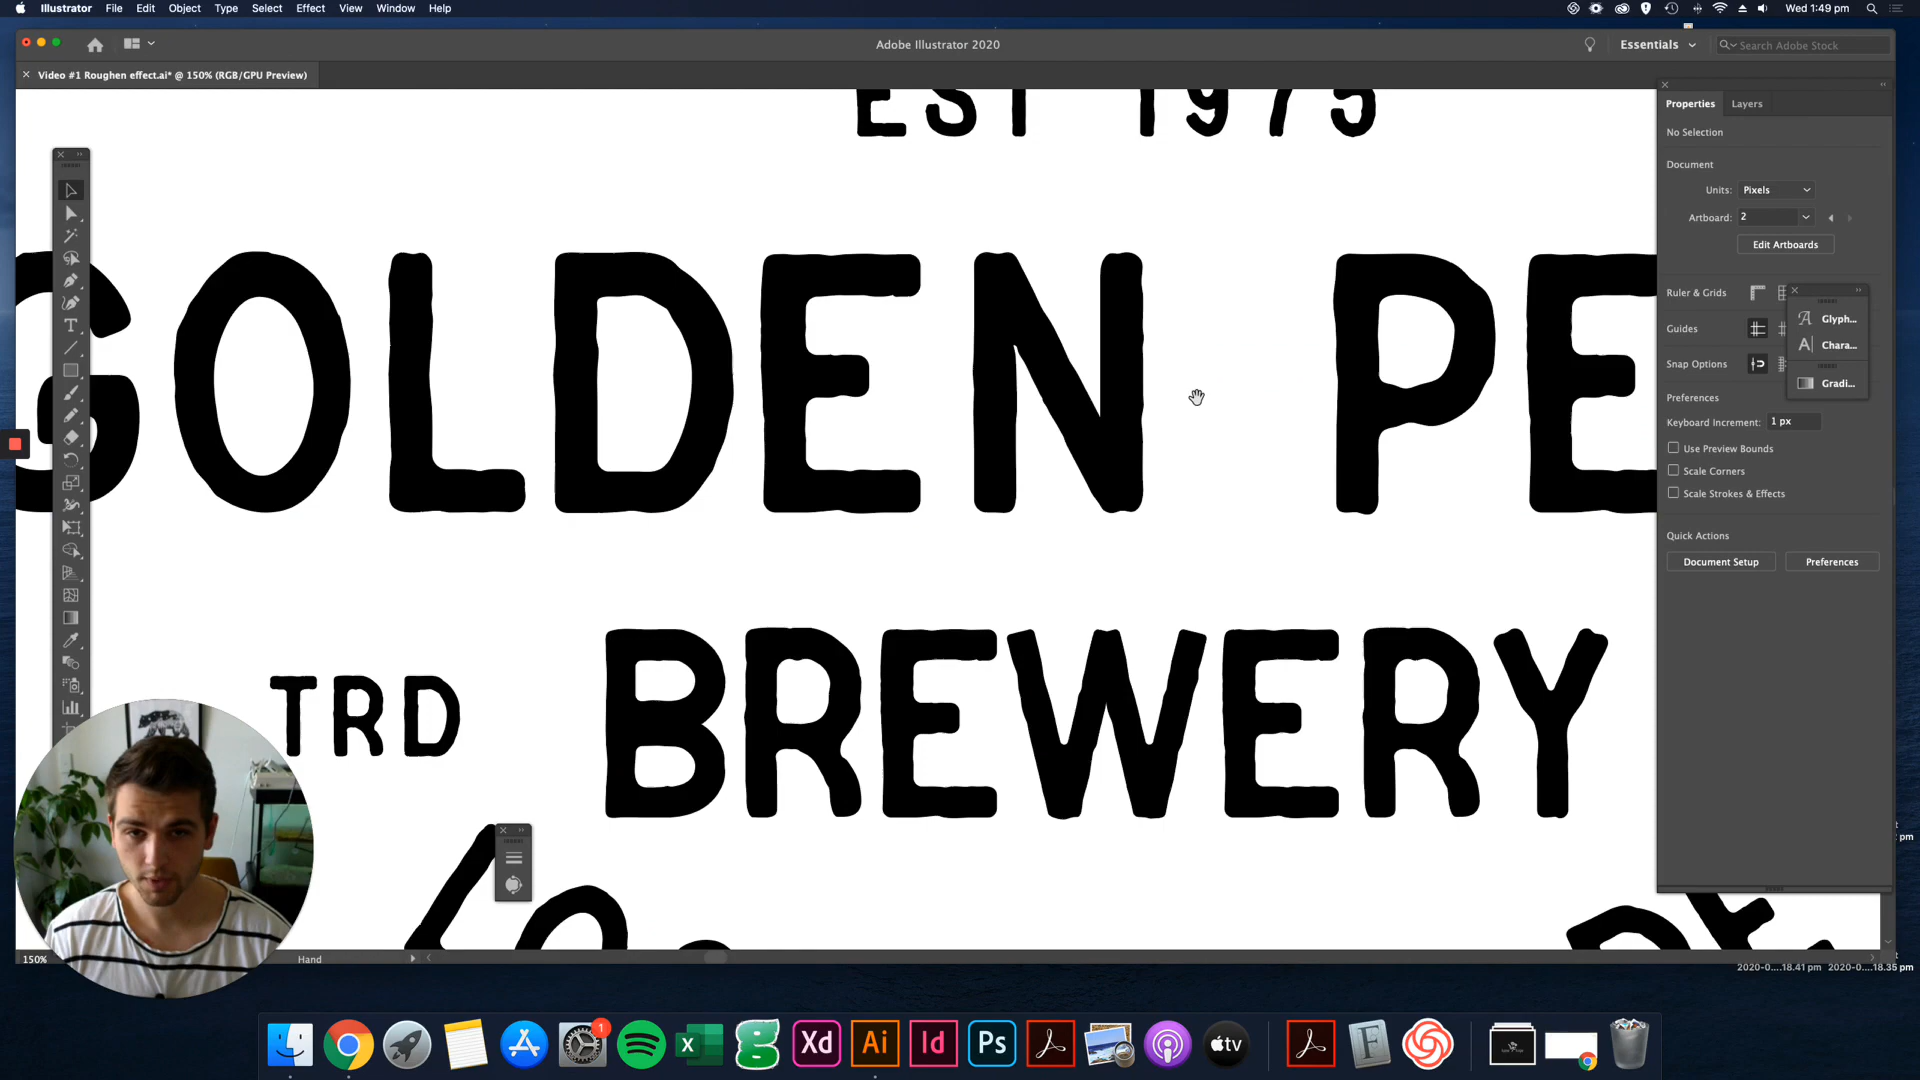 Illustrator File Edit Object Type Select Effect View Window Help
Wed 1:49 pm
Adobe Illustrator 2020
Essentials
Search Adobe Stock
Video #1 Roughen effect.ai* @ 150% (RGB/GPU Preview)
EST 1975
GOLDEN PE
TRD BREWERY
Properties Layers
No Selection
Document
Units: Pixels
Artboard: 2
Edit Artboards
Ruler & Grids
Guides
Snap Options
Glyph...
Chara...
Gradi...
Preferences
Keyboard Increment: 1 px
Use Preview Bounds
Scale Corners
Scale Strokes & Effects
Quick Actions
Document Setup Preferences
150% Hand
2020-0....18.41 pm 2020-0....18.35 pm
1
Xd Ai Id Ps
tv